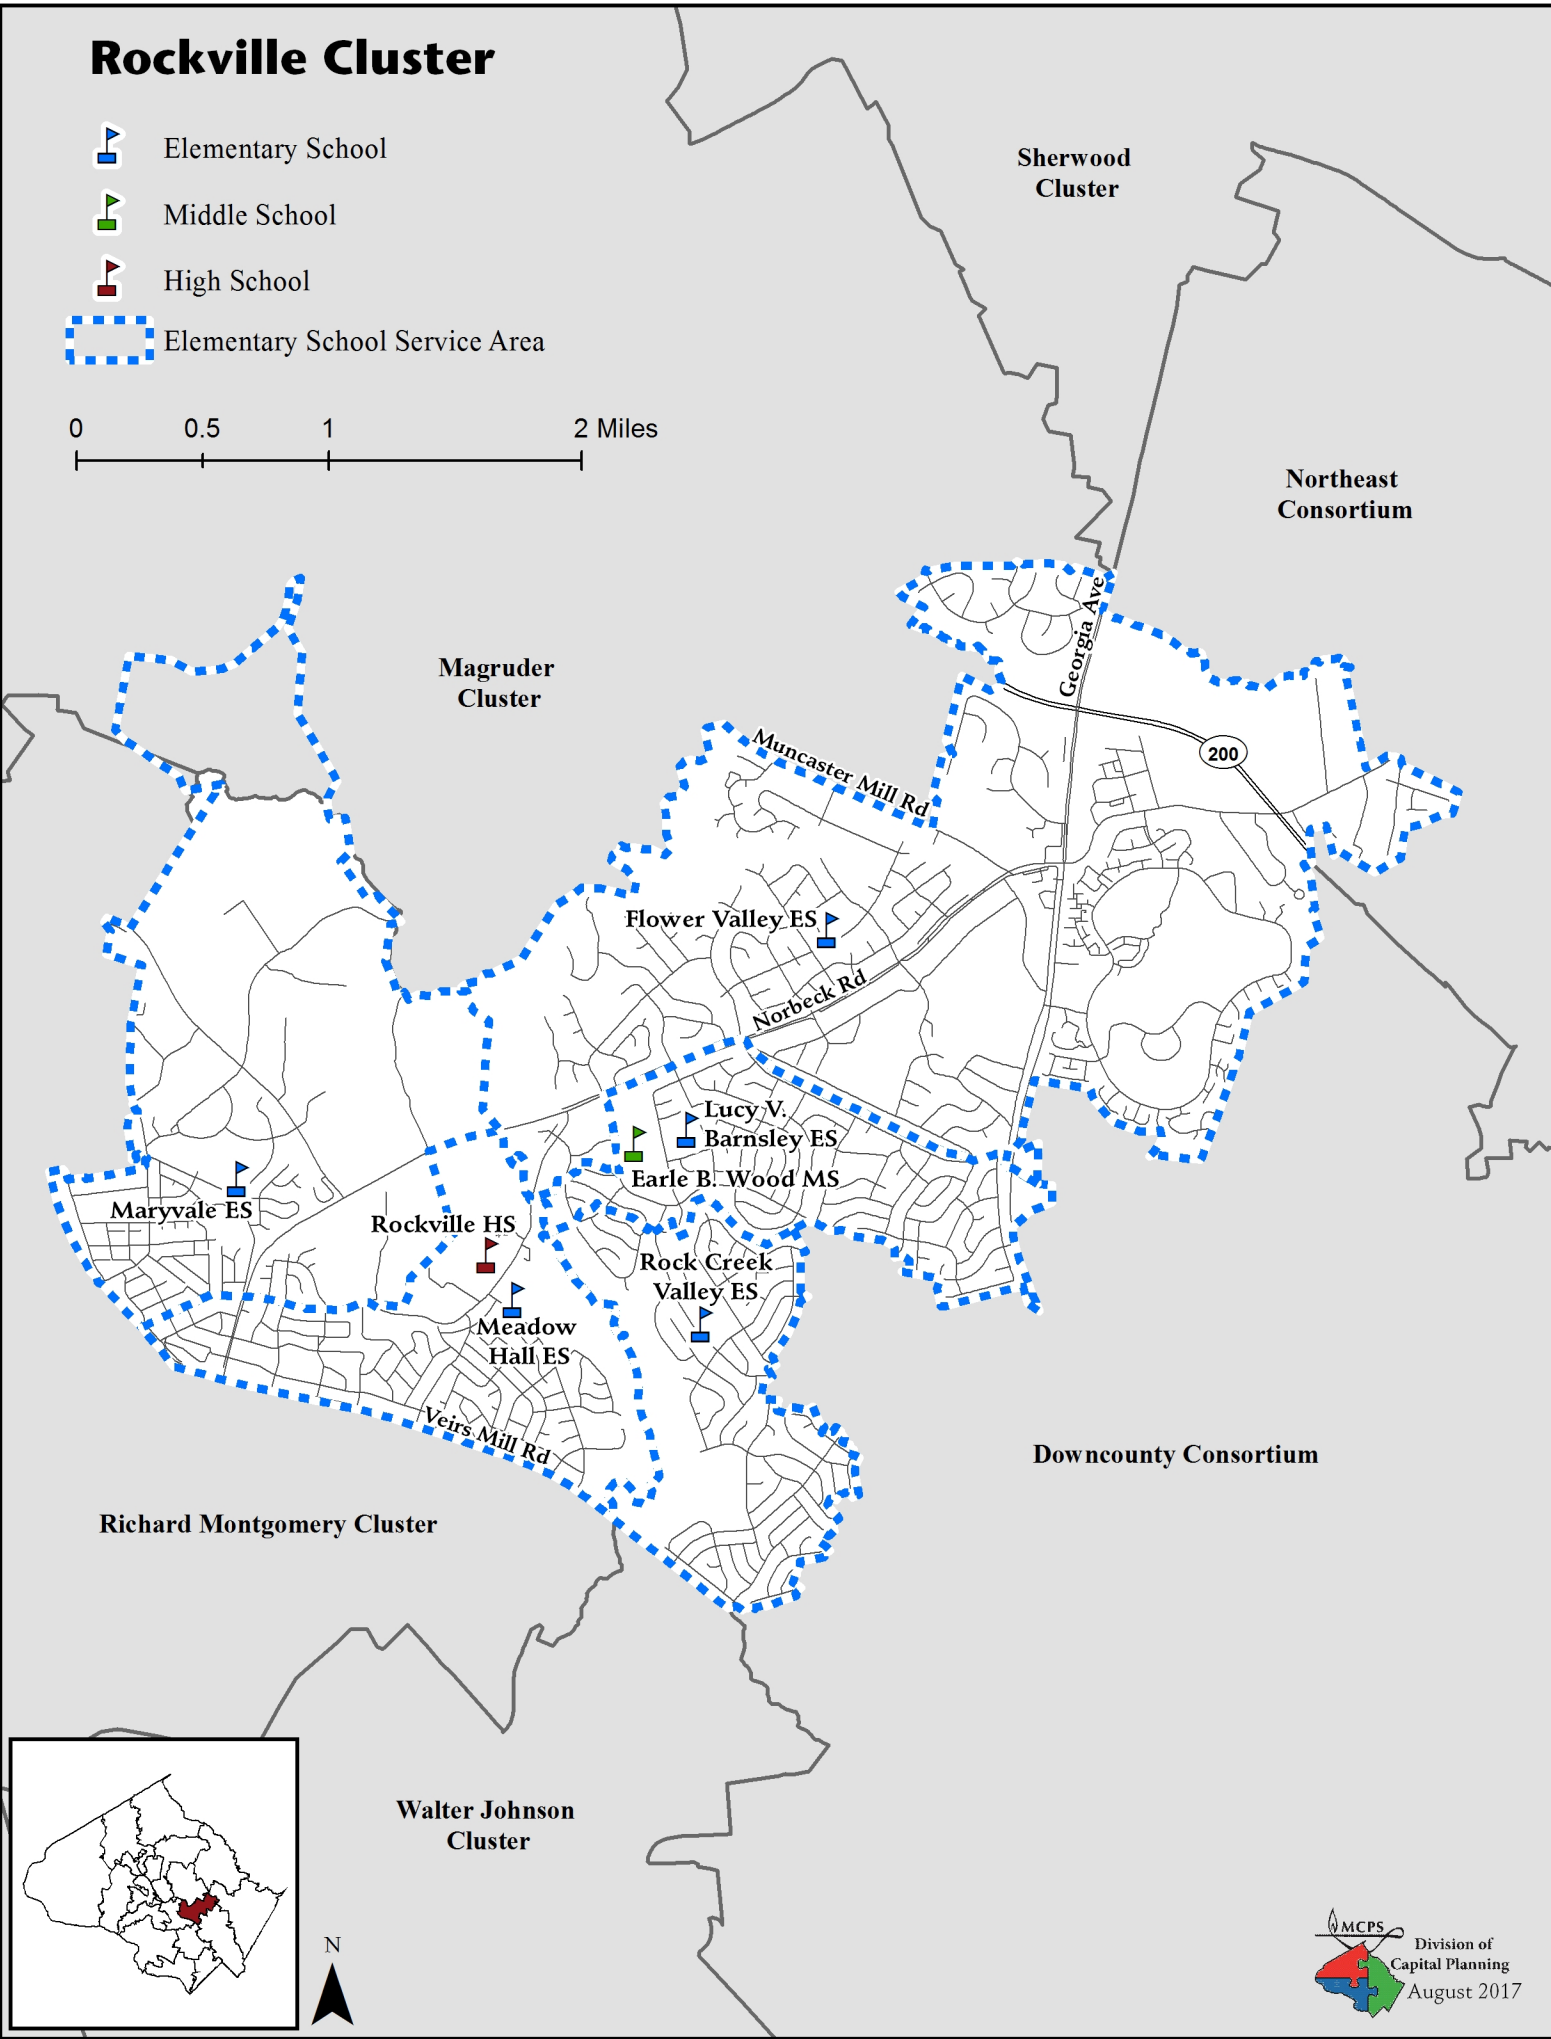 Rockville Cluster
Elementary School
Middle School
High School
Elementary School Service Area
0 0.5 1 2 Miles
Sherwood
Cluster
Northeast
Consortium
Magruder
Cluster
Georgia Ave
200
Muncaster Mill Rd
Flower Valley ES
Norbeck Rd
Lucy V.
Barnsley ES
Earle B. Wood MS
Maryvale ES
Rockville HS
Rock Creek
Valley ES
Meadow
Hall ES
Veirs Mill Rd
Downcounty Consortium
Richard Montgomery Cluster
Walter Johnson
Cluster
N
MCPS
Division of
Capital Planning
August 2017